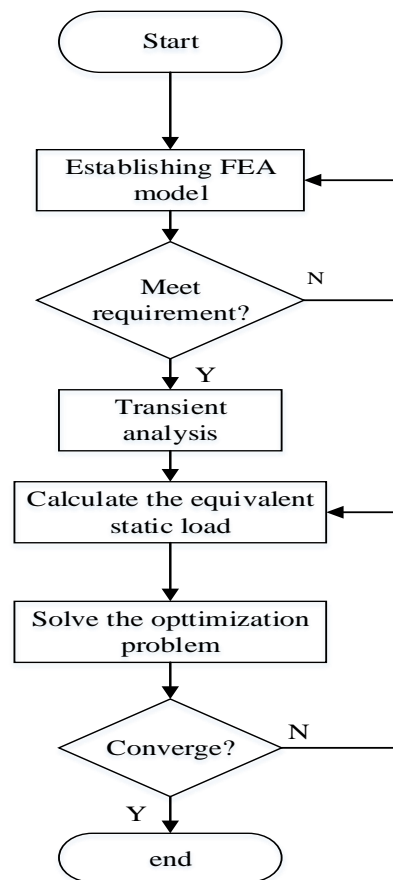 Start
Establishing FEA
model
Meet
requirement?
N
Y
Transient
analysis
Calculate the equivalent
static load
Solve the opttimization
problem
Converge?
N
Y
end